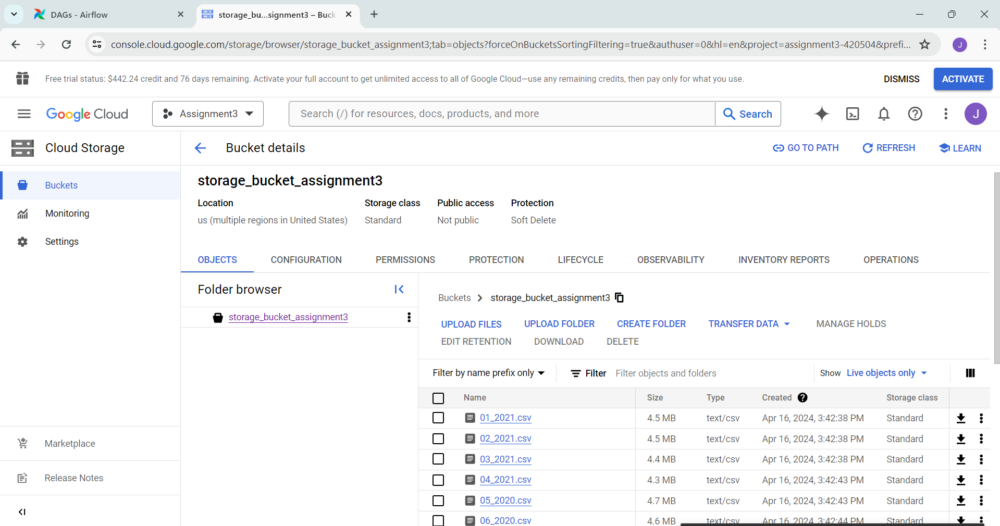 DAGs - Airflow
storage_bu...signment3 – Buck
console.cloud.google.com/storage/browser/storage_bucket_assignment3;tab=objects?forceOnBucketsSortingFiltering=true&authuser=0&hl=en&project=assignment3-420504&prefi...
J
Free trial status: $442.24 credit and 76 days remaining. Activate your full account to get unlimited access to all of Google Cloud—use any remaining credits, then pay only for what you use.
DISMISS
ACTIVATE
Google Cloud
Assignment3
Search (/) for resources, docs, products, and more
Search
J
Cloud Storage
Bucket details
GO TO PATH
REFRESH
LEARN
Buckets
Monitoring
Settings
Marketplace
Release Notes
storage_bucket_assignment3
Location Storage class Public access Protection
us (multiple regions in United States) Standard Not public Soft Delete
OBJECTS CONFIGURATION PERMISSIONS PROTECTION LIFECYCLE OBSERVABILITY INVENTORY REPORTS OPERATIONS
Folder browser
storage_bucket_assignment3
Buckets storage_bucket_assignment3
UPLOAD FILES UPLOAD FOLDER CREATE FOLDER TRANSFER DATA MANAGE HOLDS
EDIT RETENTION DOWNLOAD DELETE
Filter by name prefix only Filter Filter objects and folders Show Live objects only
Name Size Type Created Storage class
01_2021.csv 4.5 MB text/csv Apr 16, 2024, 3:42:38 PM Standard
02_2021.csv 4.5 MB text/csv Apr 16, 2024, 3:42:38 PM Standard
03_2021.csv 4.4 MB text/csv Apr 16, 2024, 3:42:38 PM Standard
04_2021.csv 4.3 MB text/csv Apr 16, 2024, 3:42:43 PM Standard
05_2020.csv 4.7 MB text/csv Apr 16, 2024, 3:42:43 PM Standard
06_2020.csv 4.6 MB text/csv Apr 16, 2024, 3:42:44 PM Standard